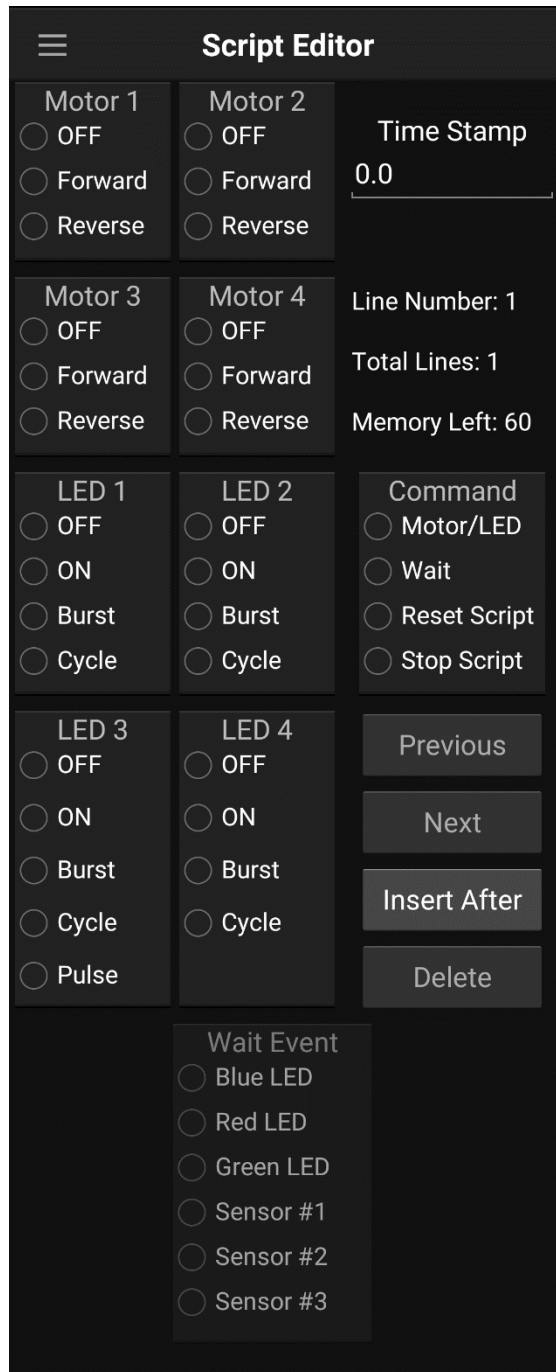 Script Editor
Motor 1
OFF
Forward
Reverse
Motor 2
OFF
Forward
Reverse
Time Stamp
0.0
Motor 3
OFF
Forward
Reverse
Motor 4
OFF
Forward
Reverse
Line Number: 1
Total Lines: 1
Memory Left: 60
LED 1
OFF
ON
Burst
Cycle
LED 2
OFF
ON
Burst
Cycle
Command
Motor/LED
Wait
Reset Script
Stop Script
LED 3
OFF
ON
Burst
Cycle
Pulse
LED 4
OFF
ON
Burst
Cycle
Previous
Next
Insert After
Delete
Wait Event
Blue LED
Red LED
Green LED
Sensor #1
Sensor #2
Sensor #3